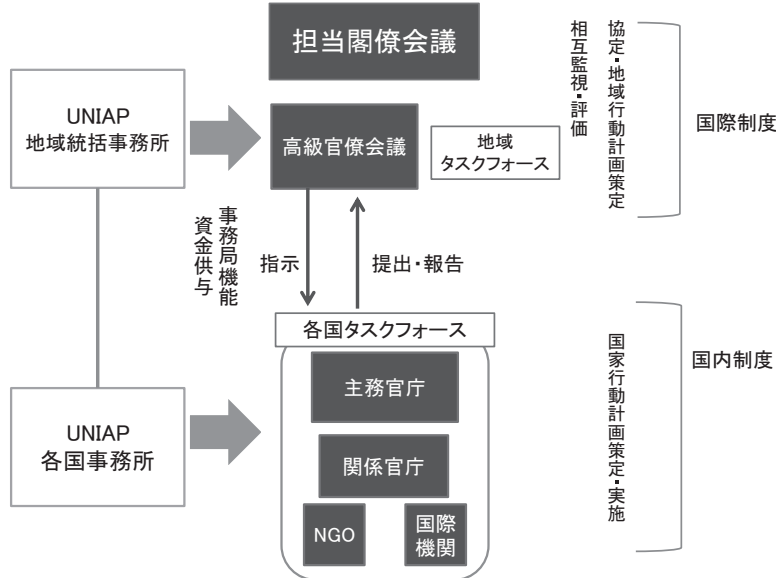 担当閣僚会議
UNIAP
地域統括事務所
高級官僚会議
地域
タスクフォース
相互監視・評価
協定・地域行動計画策定
国際制度
事務局機能
資金供与
指示
提出・報告
各国タスクフォース
主務官庁
関係官庁
NGO
国際
機関
UNIAP
各国事務所
国家行動計画策定・実施
国内制度